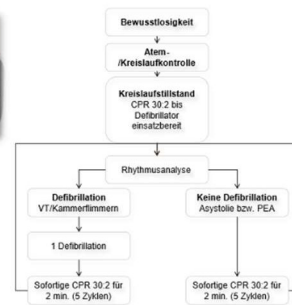 Bewusstlosigkeit
Atem-
/Kreislaufkontrolle
Kreislaufstillstand
CPR 30:2 bis
Defibrillator
einsatzbereit
Rhythmusanalyse
Defibrillation
VT/Kammerflimmern
Keine Defibrillation
Asystolie bzw. PEA
1 Defibrillation
Sofortige CPR 30:2 für
2 min. (5 Zyklen)
Sofortige CPR 30:2 für
2 min. (5 Zyklen)